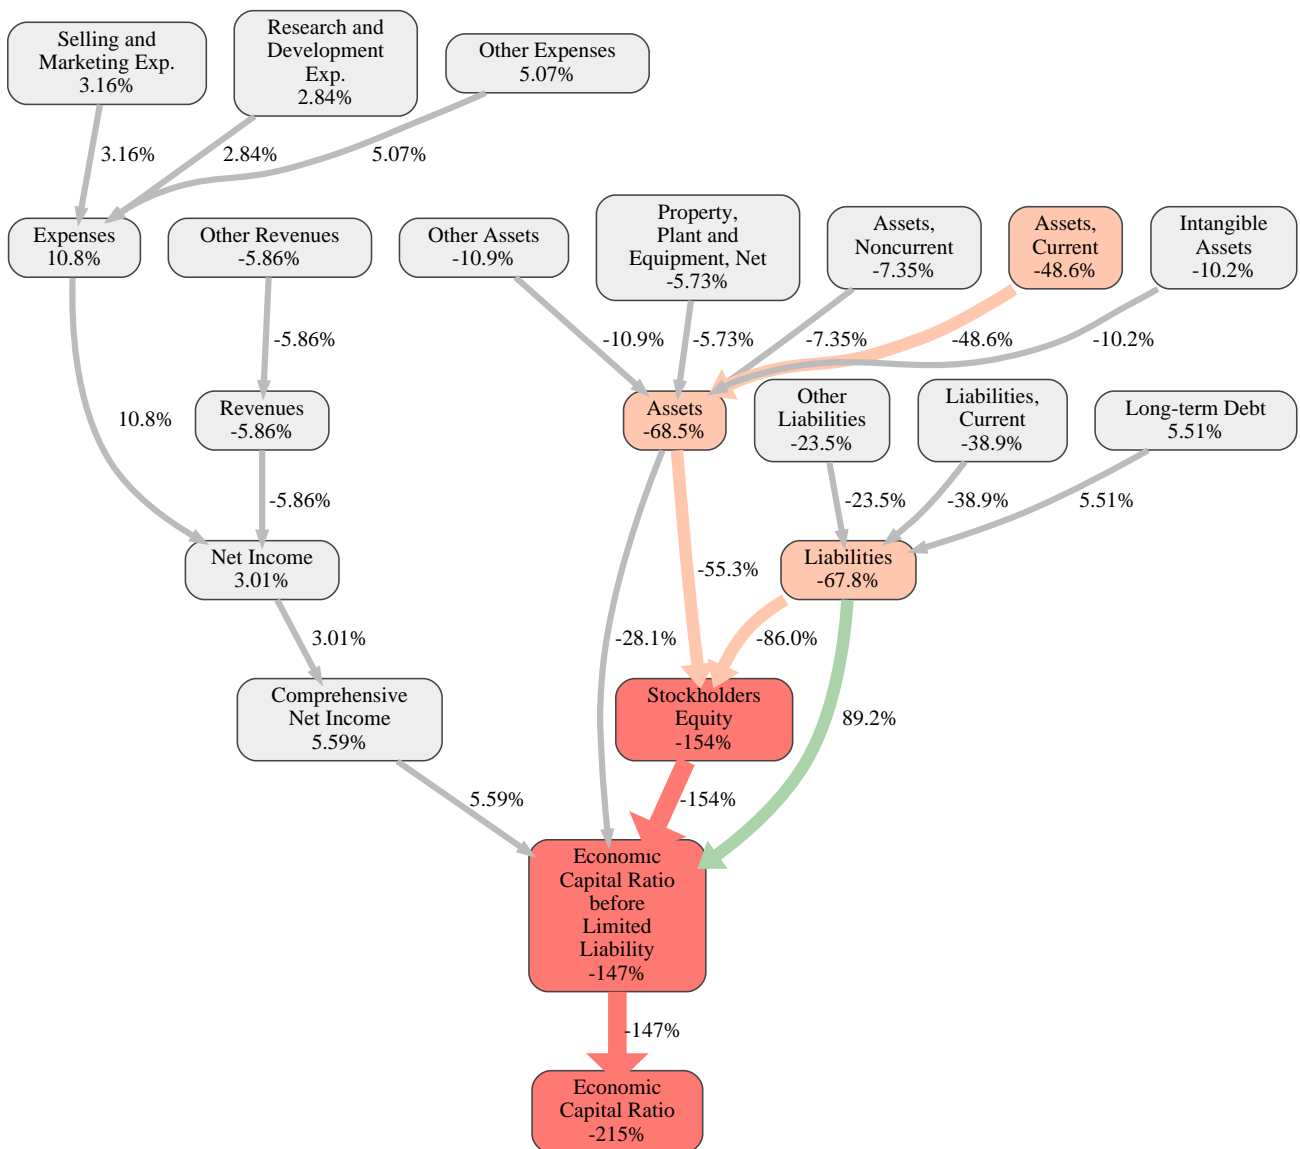 Selling and
Marketing Exp.
3.16%
Research and
Development
Exp.
2.84%
Other Expenses
5.07%
3.16%
2.84%
5.07%
Expenses
10.8%
Other Revenues
-5.86%
Other Assets
-10.9%
Property,
Plant and
Equipment, Net
-5.73%
Assets,
Noncurrent
-7.35%
Assets,
Current
-48.6%
Intangible
Assets
-10.2%
-5.86%
-10.9%
-5.73%
-7.35%
-48.6%
-10.2%
10.8%
Revenues
-5.86%
Assets
-68.5%
Other
Liabilities
-23.5%
Liabilities,
Current
-38.9%
Long-term Debt
5.51%
-5.86%
-23.5%
-38.9%
5.51%
Net Income
3.01%
-55.3%
Liabilities
-67.8%
3.01%
-28.1%
-86.0%
Comprehensive
Net Income
5.59%
Stockholders
Equity
-154%
89.2%
5.59%
-154%
Economic
Capital Ratio
before
Limited
Liability
-147%
-147%
Economic
Capital Ratio
-215%